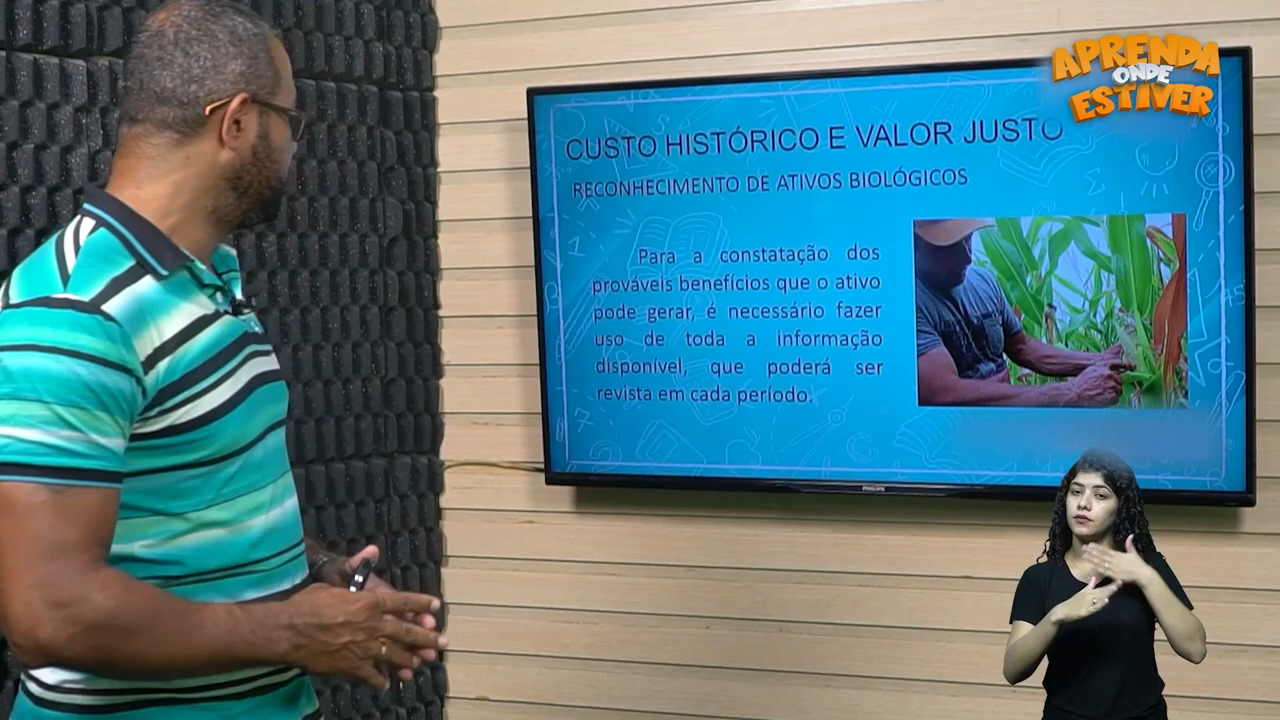 APRENDA
ONDE
ESTIVER
CUSTO HISTÓRICO E VALOR JUSTO
RECONHECIMENTO DE ATIVOS BIOLÓGICOS
Para a constatação dos
prováveis benefícios que o ativo
pode gerar, é necessário fazer
uso de toda a informação
disponível, que poderá ser
revista em cada período.
PHILIPS